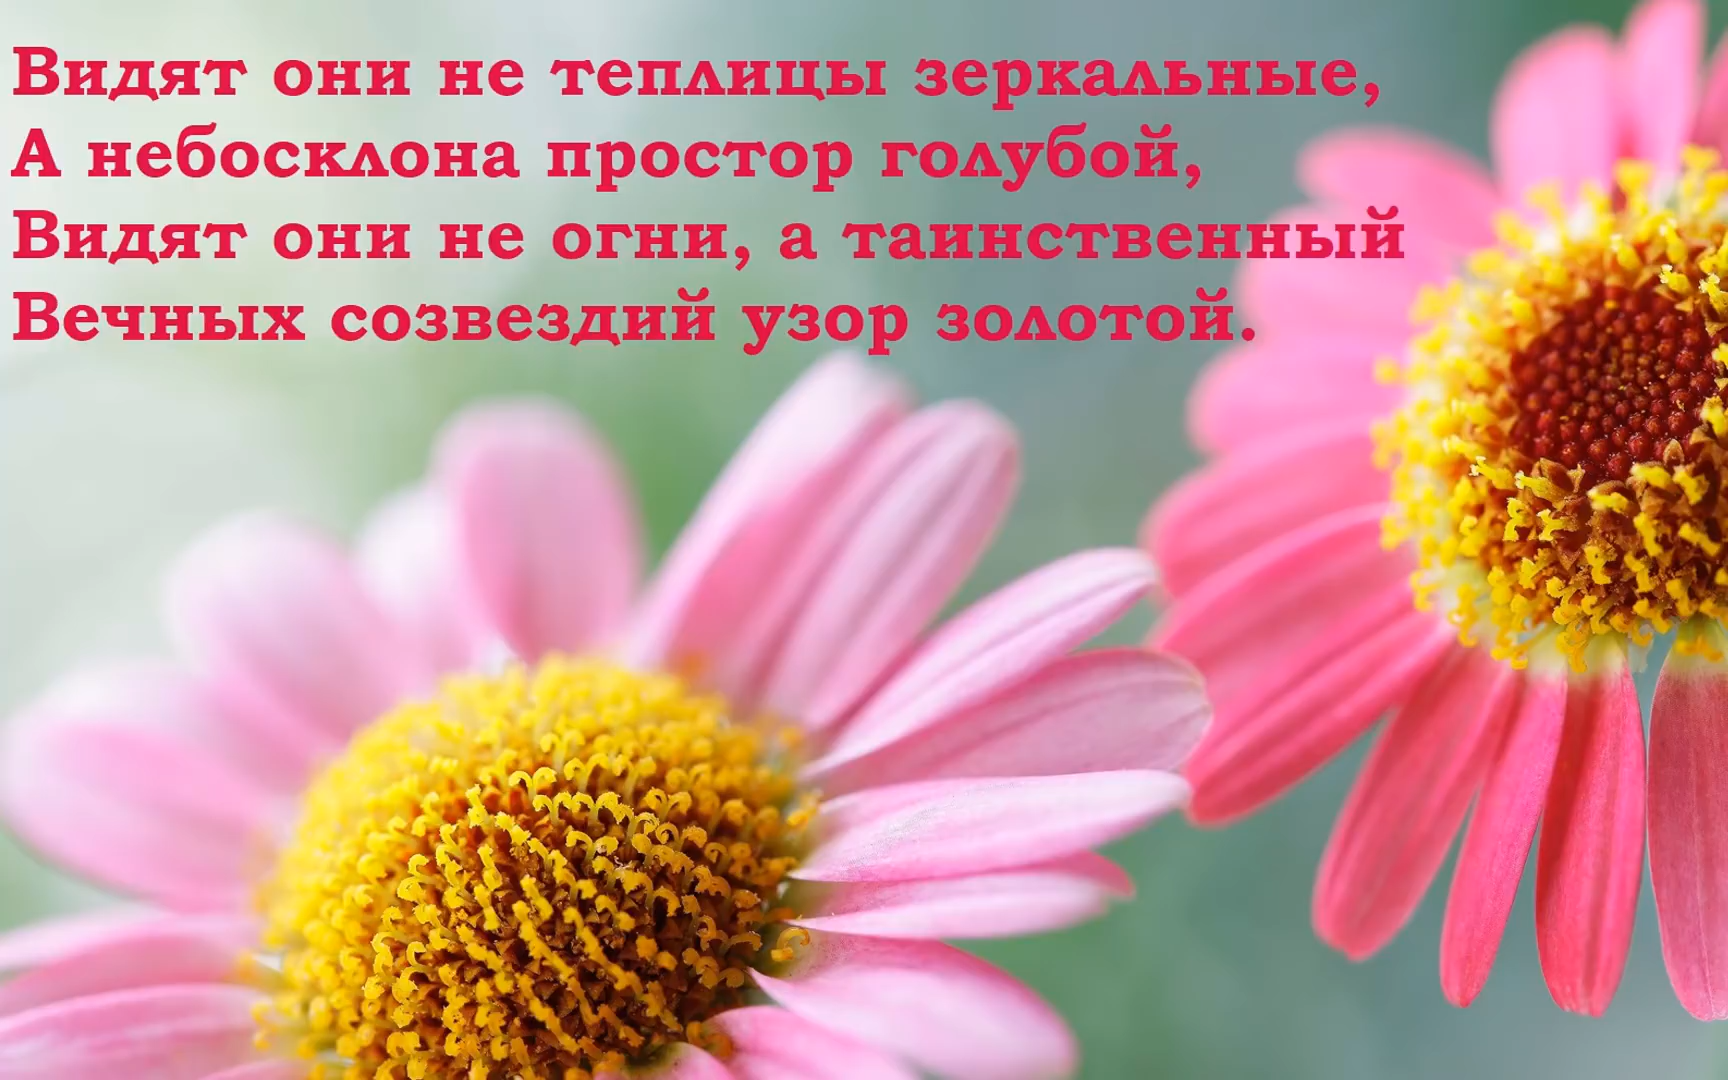 Видят они не теплицы зеркальные,
А небосклона простор голубой,
Видят они не огни, а таинственный
Вечных созвездий узор золотой.